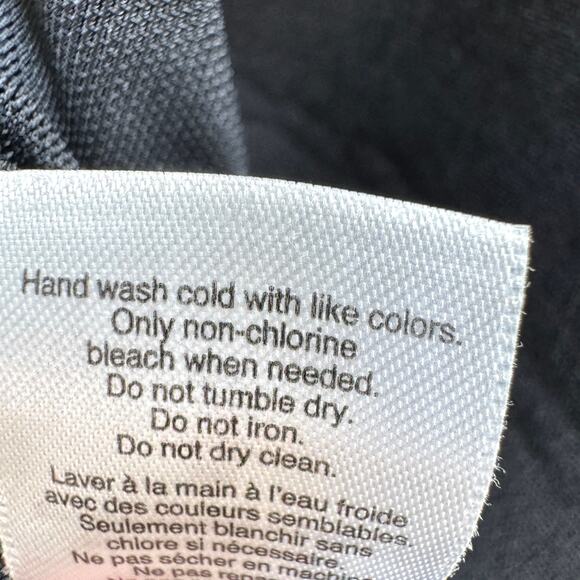 Hand wash cold with like colors.
Only non-chlorine
bleach when needed.
Do not tumble dry.
Do not iron.
Do not dry clean.
Laver à la main à l'eau froide
avec des couleurs semblables.
Seulement blanchir sans
chlore si nécessaire.
Ne pas sécher en machine
Ne pas